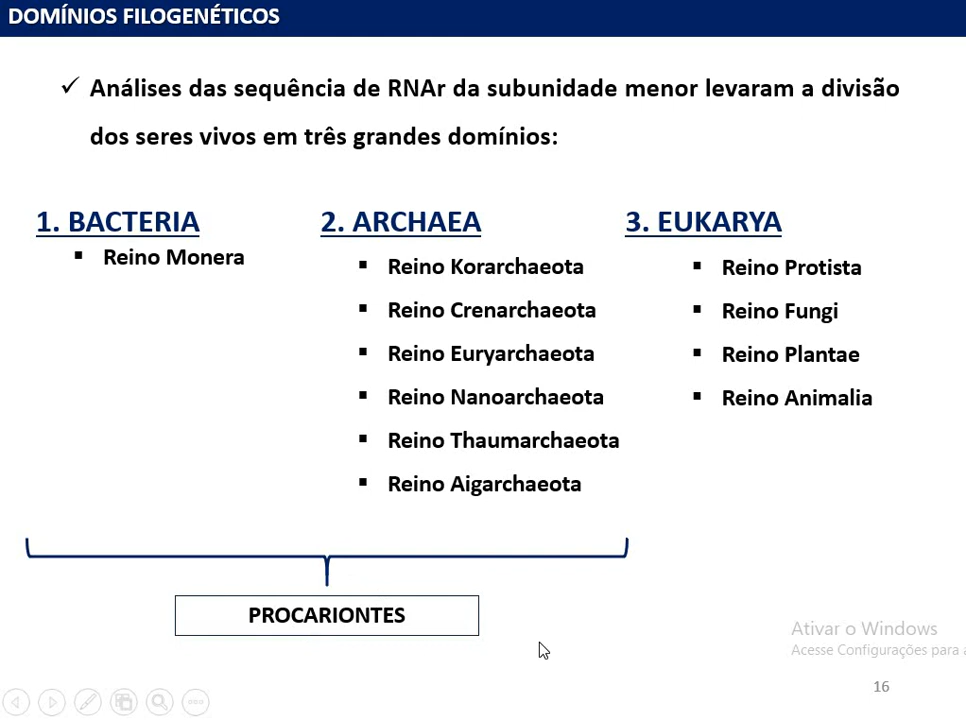 DOMÍNIOS FILOGENÉTICOS
✓ Análises das sequência de RNAr da subunidade menor levaram a divisão
dos seres vivos em três grandes domínios:
1. BACTERIA
▪ Reino Monera
2. ARCHAEA
▪ Reino Korarchaeota
▪ Reino Crenarchaeota
▪ Reino Euryarchaeota
▪ Reino Nanoarchaeota
▪ Reino Thaumarchaeota
▪ Reino Aigarchaeota
3. EUKARYA
▪ Reino Protista
▪ Reino Fungi
▪ Reino Plantae
▪ Reino Animalia
PROCARIONTES
Ativar o Windows
Acesse Configurações para a
16